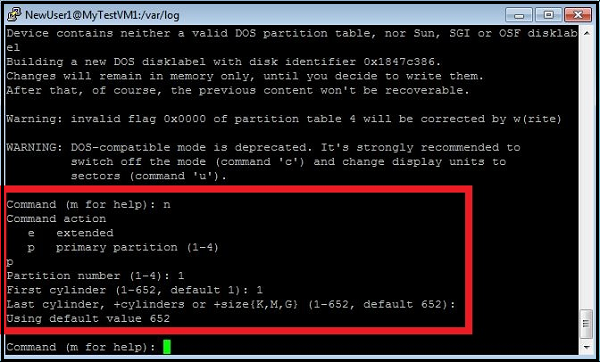 NewUser1@MyTestVM1:/var/log
Device contains neither a valid DOS partition table, nor Sun, SGI or OSF disklab
el
Building a new DOS disklabel with disk identifier 0x1847c386.
Changes will remain in memory only, until you decide to write them.
After that, of course, the previous content won't be recoverable.
Warning: invalid flag 0x0000 of partition table 4 will be corrected by w(rite)
WARNING: DOS-compatible mode is deprecated. It's strongly recommended to
switch off the mode (command 'c') and change display units to
sectors (command 'u').
Command (m for help): n
Command action
e   extended
p   primary partition (1-4)
p
Partition number (1-4): 1
First cylinder (1-652, default 1): 1
Last cylinder, +cylinders or +size{K,M,G} (1-652, default 652):
Using default value 652
Command (m for help):